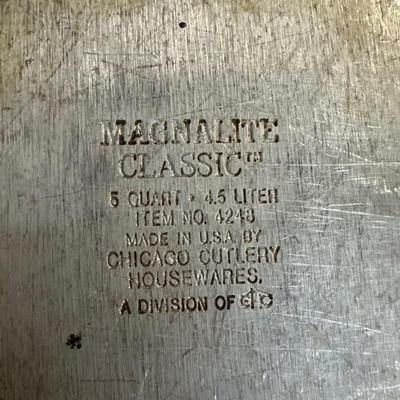 MAGNALITE
CLASSIC™
5 QUART • 4.5 LITER
ITEM NO. 4248
MADE IN U.S.A. BY
CHICAGO CUTLERY
HOUSEWARES.
A DIVISION OF